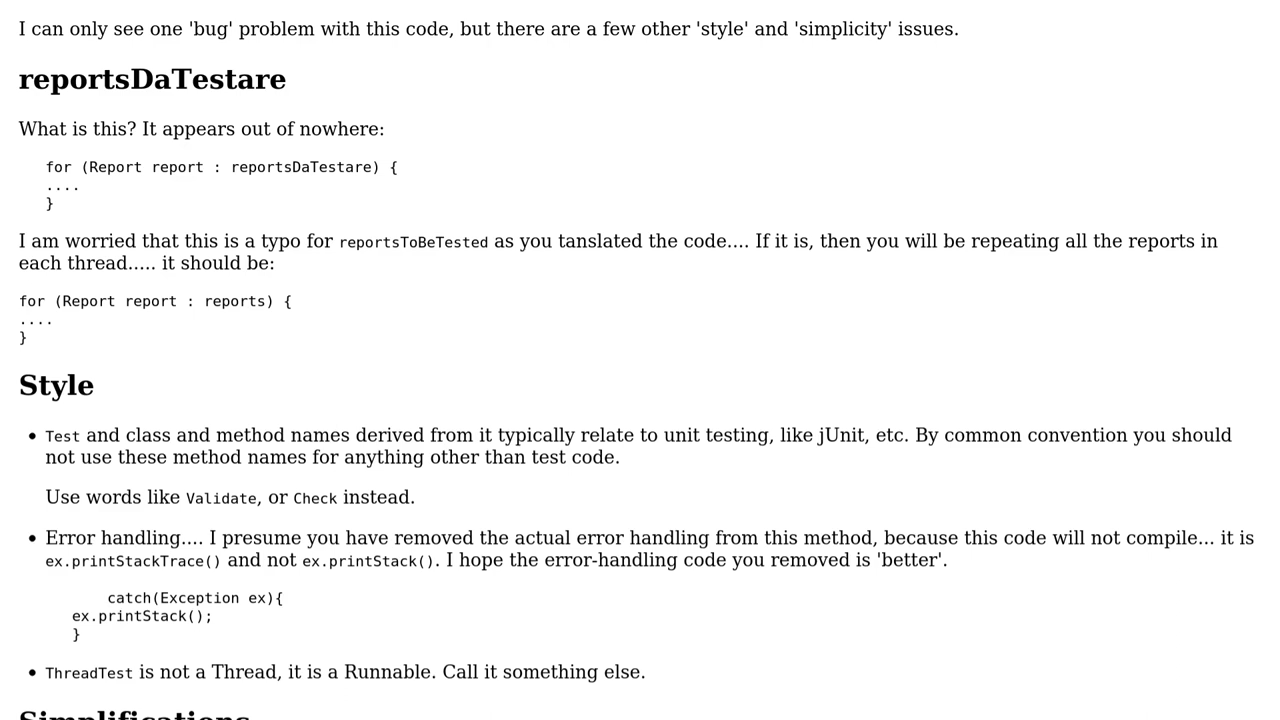 I can only see one 'bug' problem with this code, but there are a few other 'style' and 'simplicity' issues.
reportsDaTestare
What is this? It appears out of nowhere:
for (Report report : reportsDaTestare) {
....
}
I am worried that this is a typo for reportsToBeTested as you tanslated the code.... If it is, then you will be repeating all the reports in
each thread..... it should be:
for (Report report : reports) {
....
}
Style
• Test and class and method names derived from it typically relate to unit testing, like jUnit, etc. By common convention you should
not use these method names for anything other than test code.
Use words like Validate, or Check instead.
• Error handling.... I presume you have removed the actual error handling from this method, because this code will not compile... it is
ex.printStackTrace() and not ex.printStack(). I hope the error-handling code you removed is 'better'.
catch(Exception ex){
ex.printStack();
}
• ThreadTest is not a Thread, it is a Runnable. Call it something else.
Simplifications